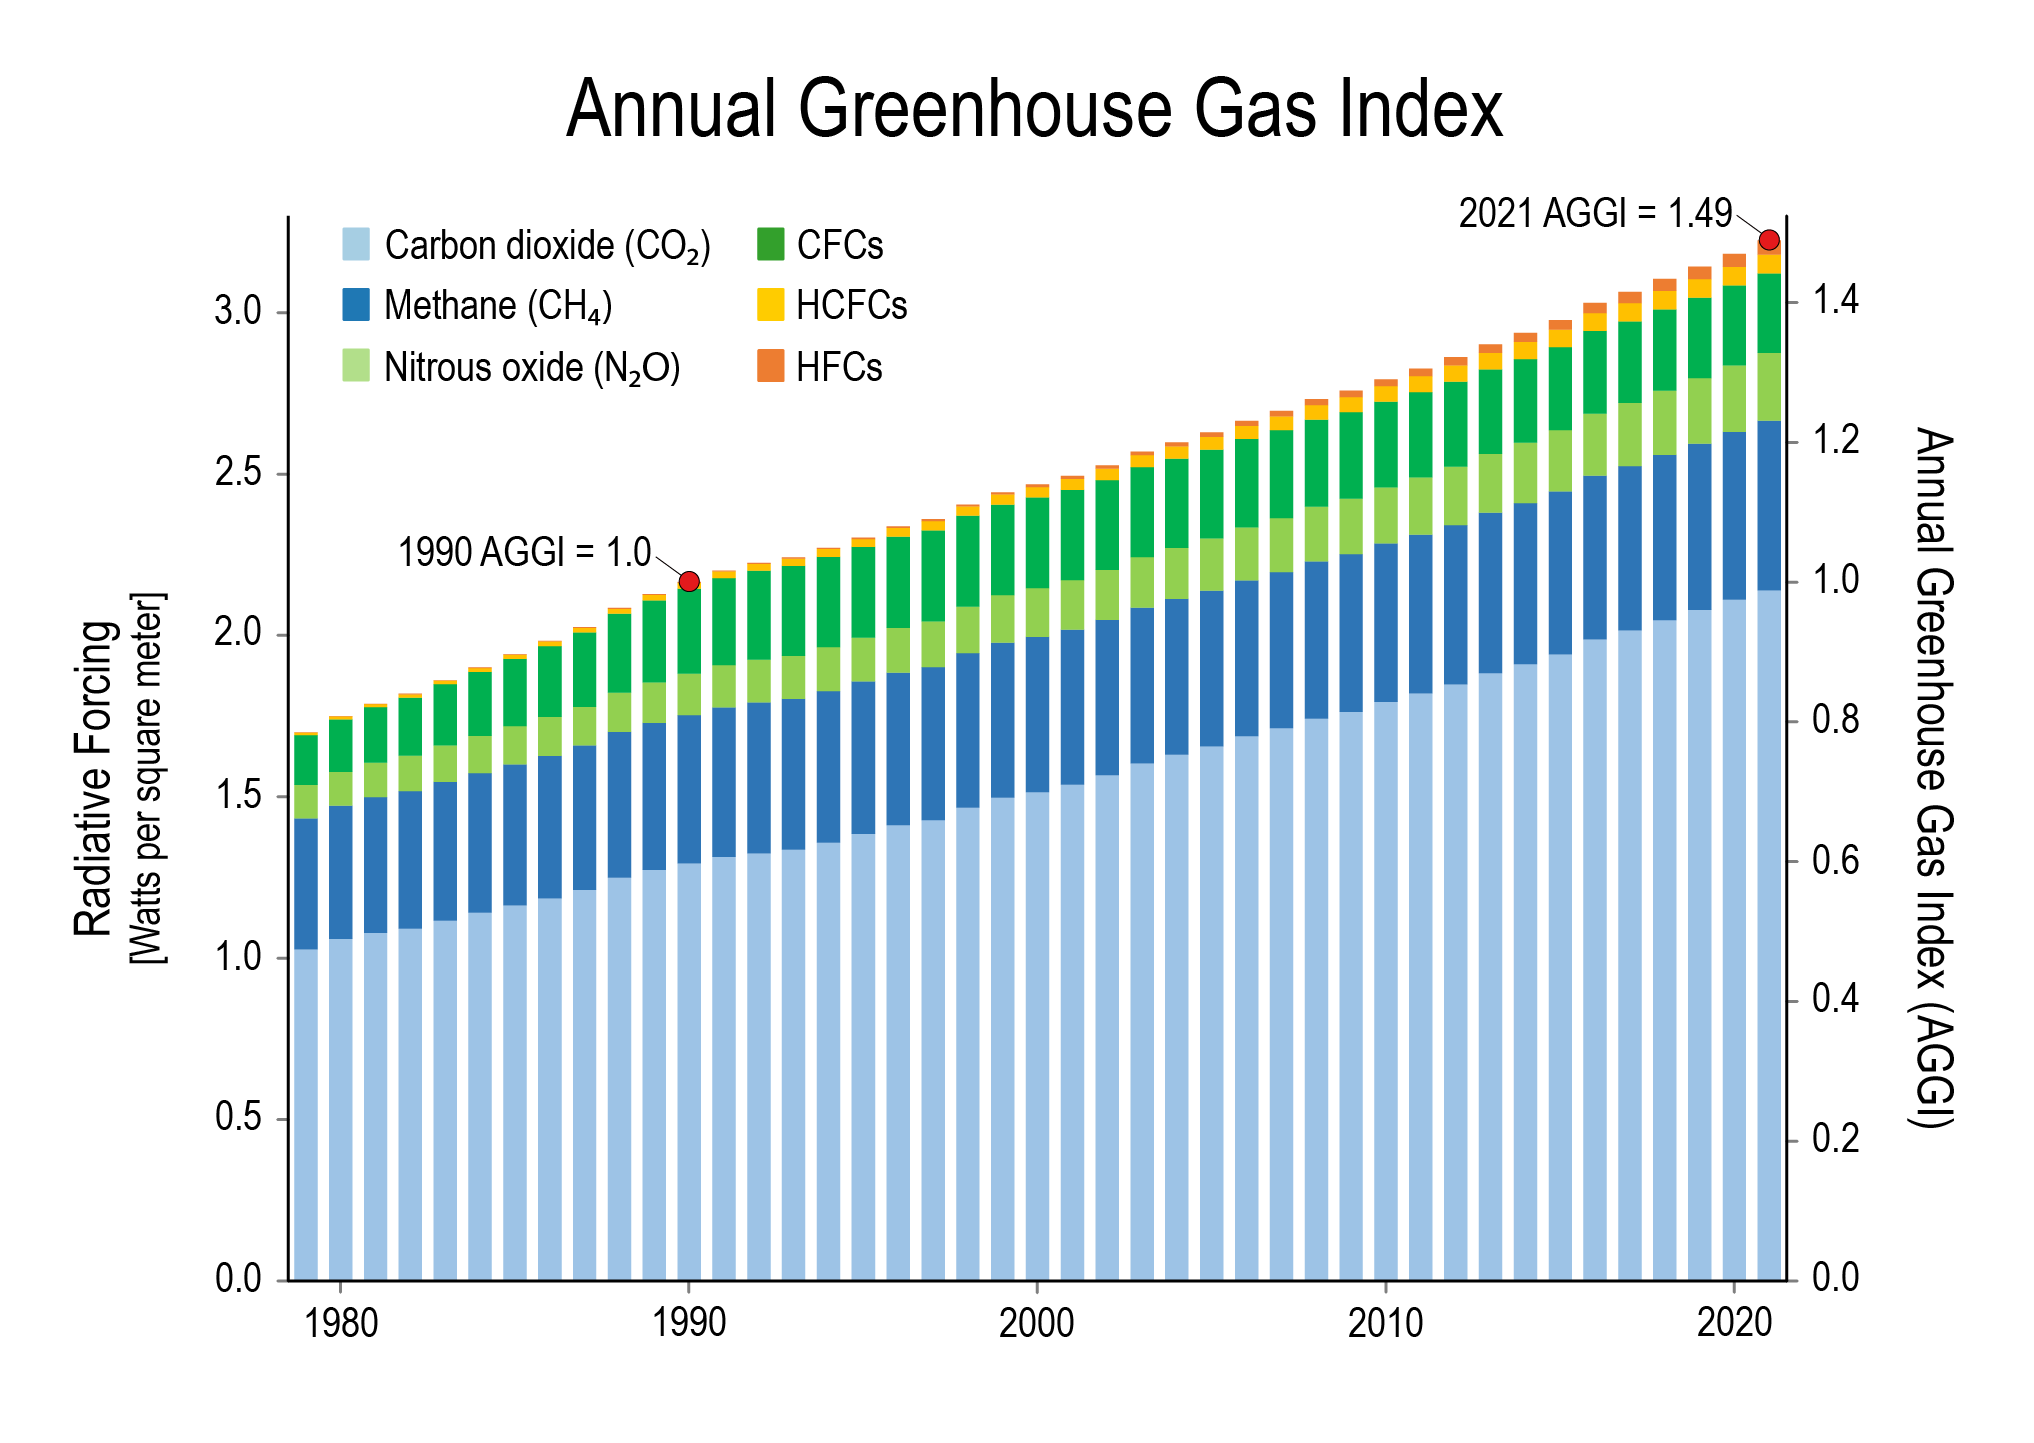 Annual Greenhouse Gas Index
2021 AGGI = 1.49
Carbon dioxide (CO₂)
CFCs
Methane (CH₄)
HCFCs
Nitrous oxide (N₂O)
HFCs
1990 AGGI = 1.0
Radiative Forcing
[Watts per square meter]
3.0
2.5
2.0
1.5
1.0
0.5
0.0
1.4
1.2
1.0
0.8
0.6
0.4
0.2
0.0
Annual Greenhouse Gas Index (AGGI)
1980
1990
2000
2010
2020